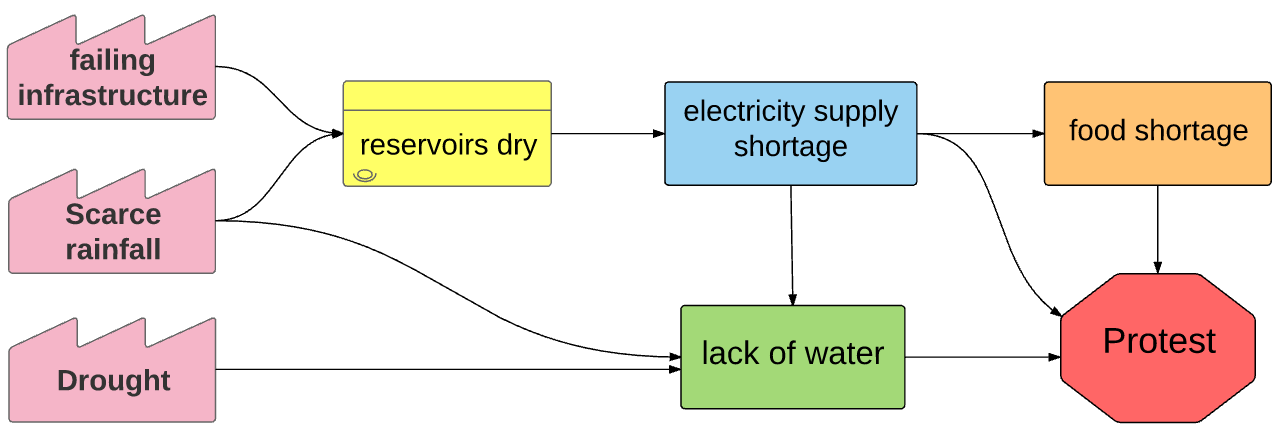 failing
infrastructure
reservoirs dry
electricity supply
shortage
food shortage
Scarce
rainfall
Drought
lack of water
Protest